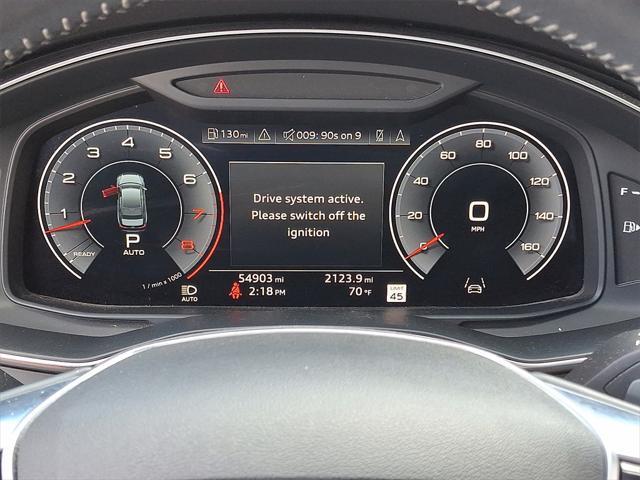 130 mi
009: 90s on 9
Drive system active.
Please switch off the
ignition
1 2 3 4 5 6 7 8
READY
P
AUTO
1 / min x 1000
0 20 40 60 80 100 120 140 160
0
MPH
54903 mi
2123.9 mi
AUTO
2:18 PM
70 °F
LIMIT
45
F